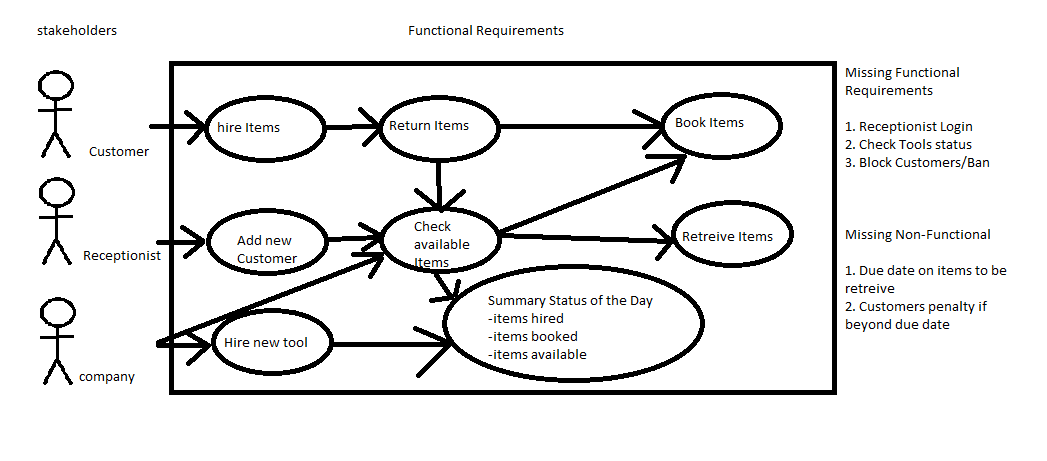 stakeholders
Functional Requirements
Customer
Receptionist
company
hire Items
Return Items
Book Items
Add new
Customer
Check
available
Items
Retreive Items
Hire new tool
Summary Status of the Day
-items hired
-items booked
-items available
Missing Functional
Requirements
1. Receptionist Login
2. Check Tools status
3. Block Customers/Ban
Missing Non-Functional
1. Due date on items to be
retreive
2. Customers penalty if
beyond due date